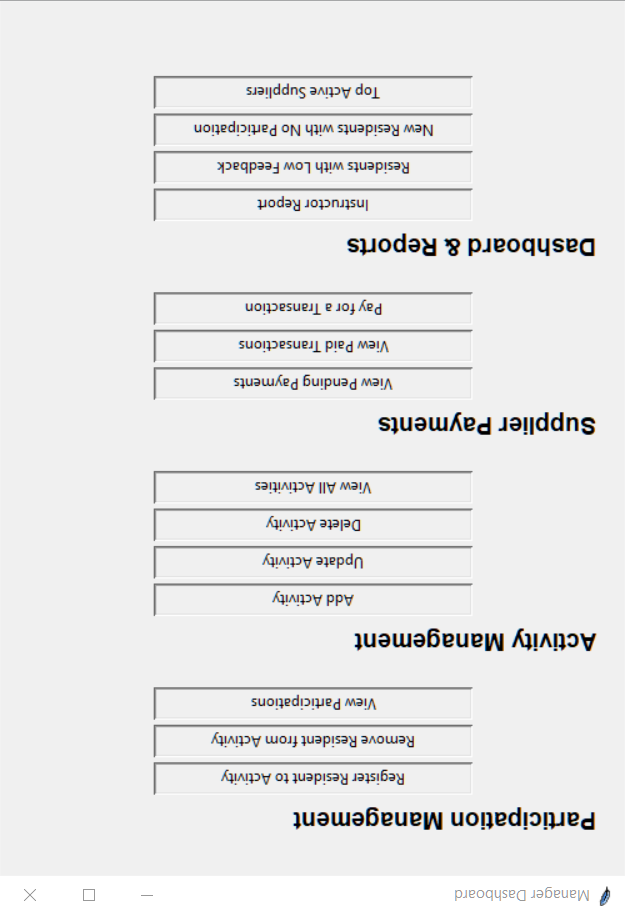 Manager Dashboard
Participation Management
Register Resident to Activity
Remove Resident from Activity
View Participations
Activity Management
Add Activity
Update Activity
Delete Activity
View All Activities
Supplier Payments
View Pending Payments
View Paid Transactions
Pay for a Transaction
Dashboard & Reports
Instructor Report
Residents with Low Feedback
New Residents with No Participation
Top Active Suppliers